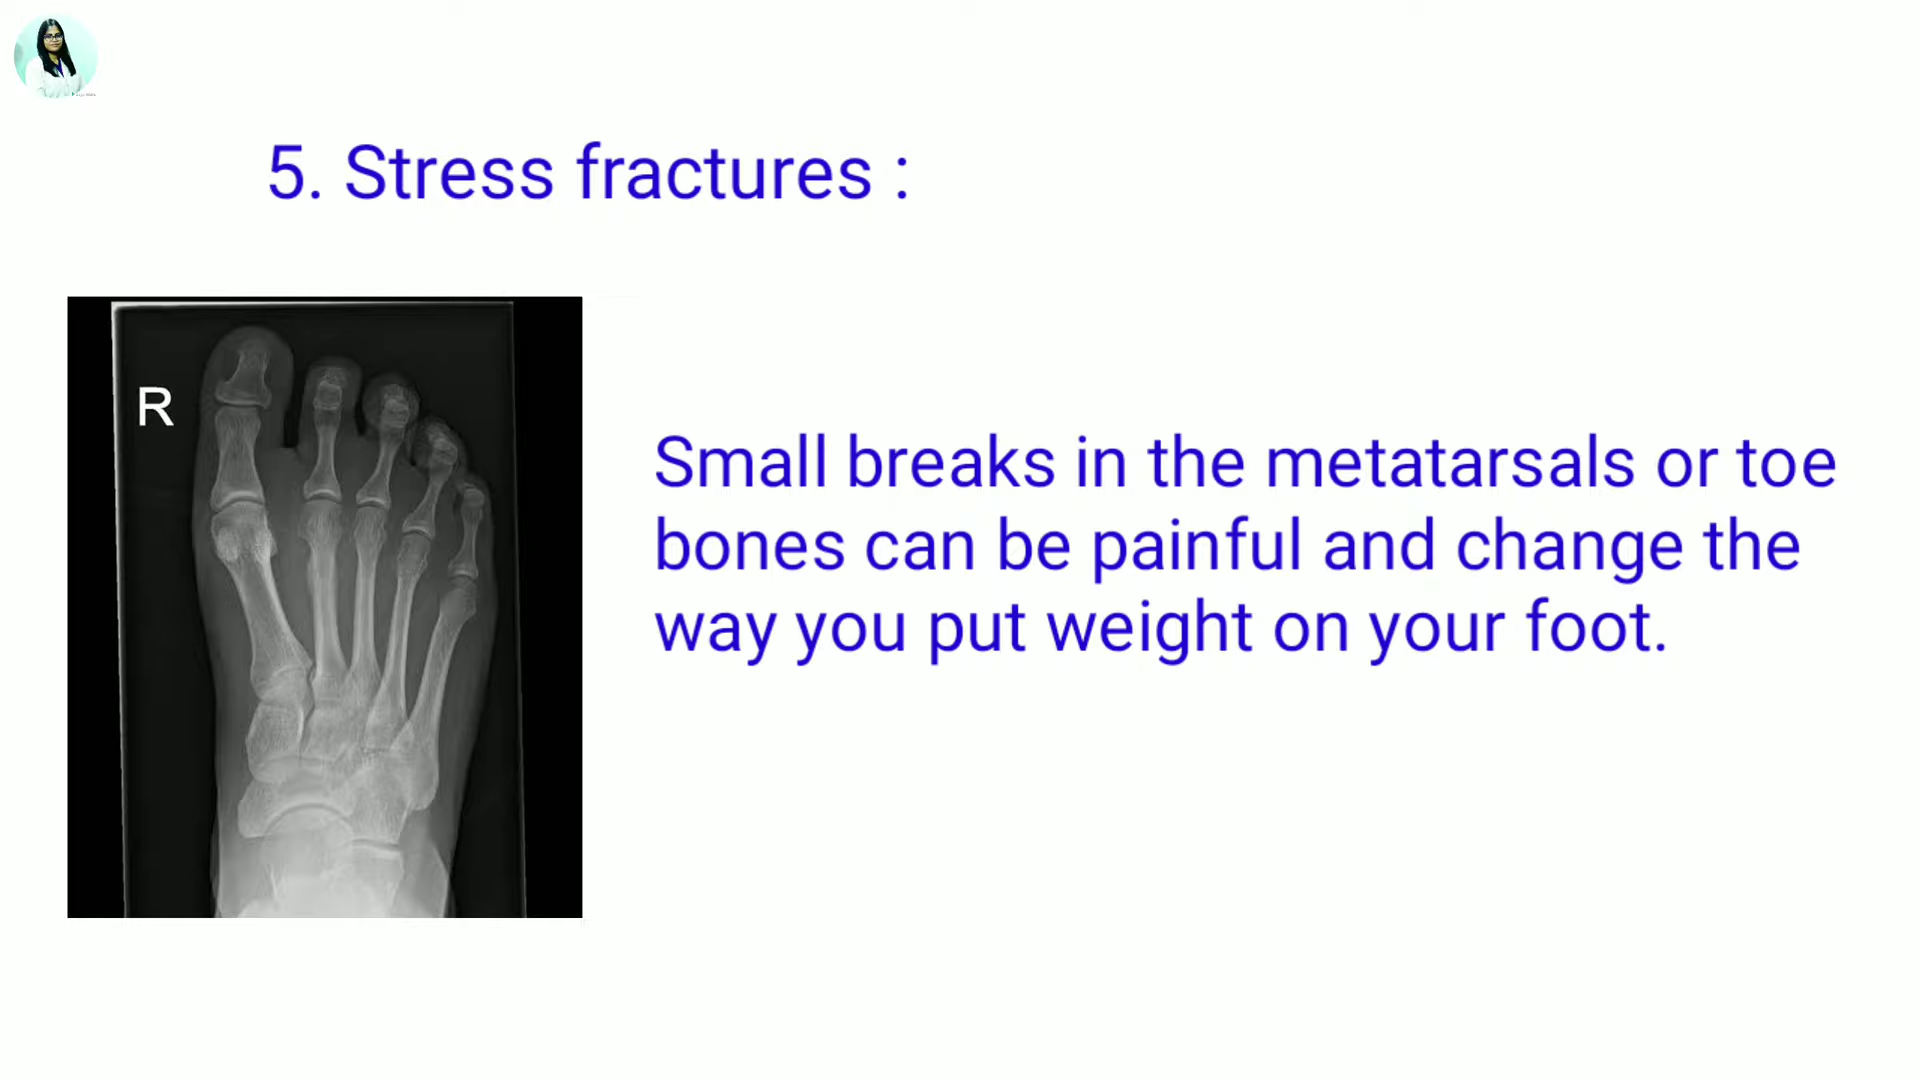 5. Stress fractures :
R
Small breaks in the metatarsals or toe
bones can be painful and change the
way you put weight on your foot.